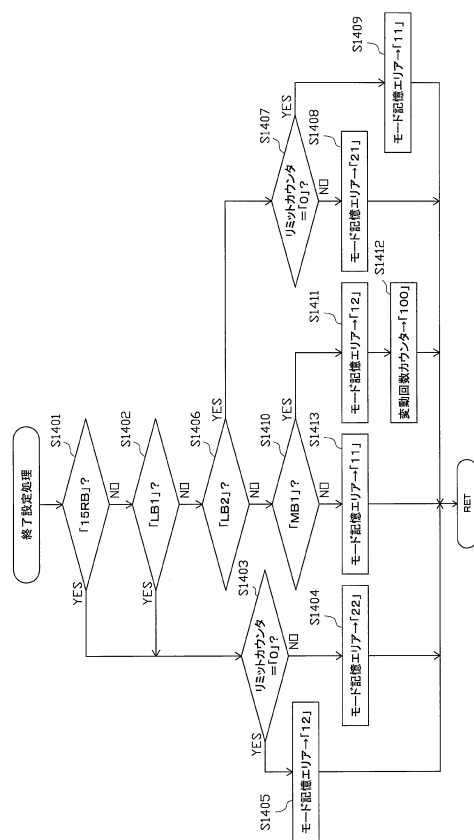 終了設定処理
S1401
「15RB」?
YES
NO
S1402
「LB1」?
YES
NO
S1406
「LB2」?
YES
NO
S1410
「MB1」?
YES
NO
S1413
モード記憶エリア→「11」
S1403
リミットカウンタ
=「0」?
YES
NO
S1404
モード記憶エリア→「22」
S1405
モード記憶エリア→「12」
S1407
リミットカウンタ
=「0」?
YES
NO
S1408
モード記憶エリア→「21」
S1409
モード記憶エリア→「11」
S1411
モード記憶エリア→「12」
S1412
変動回数カウンタ→「100」
RET